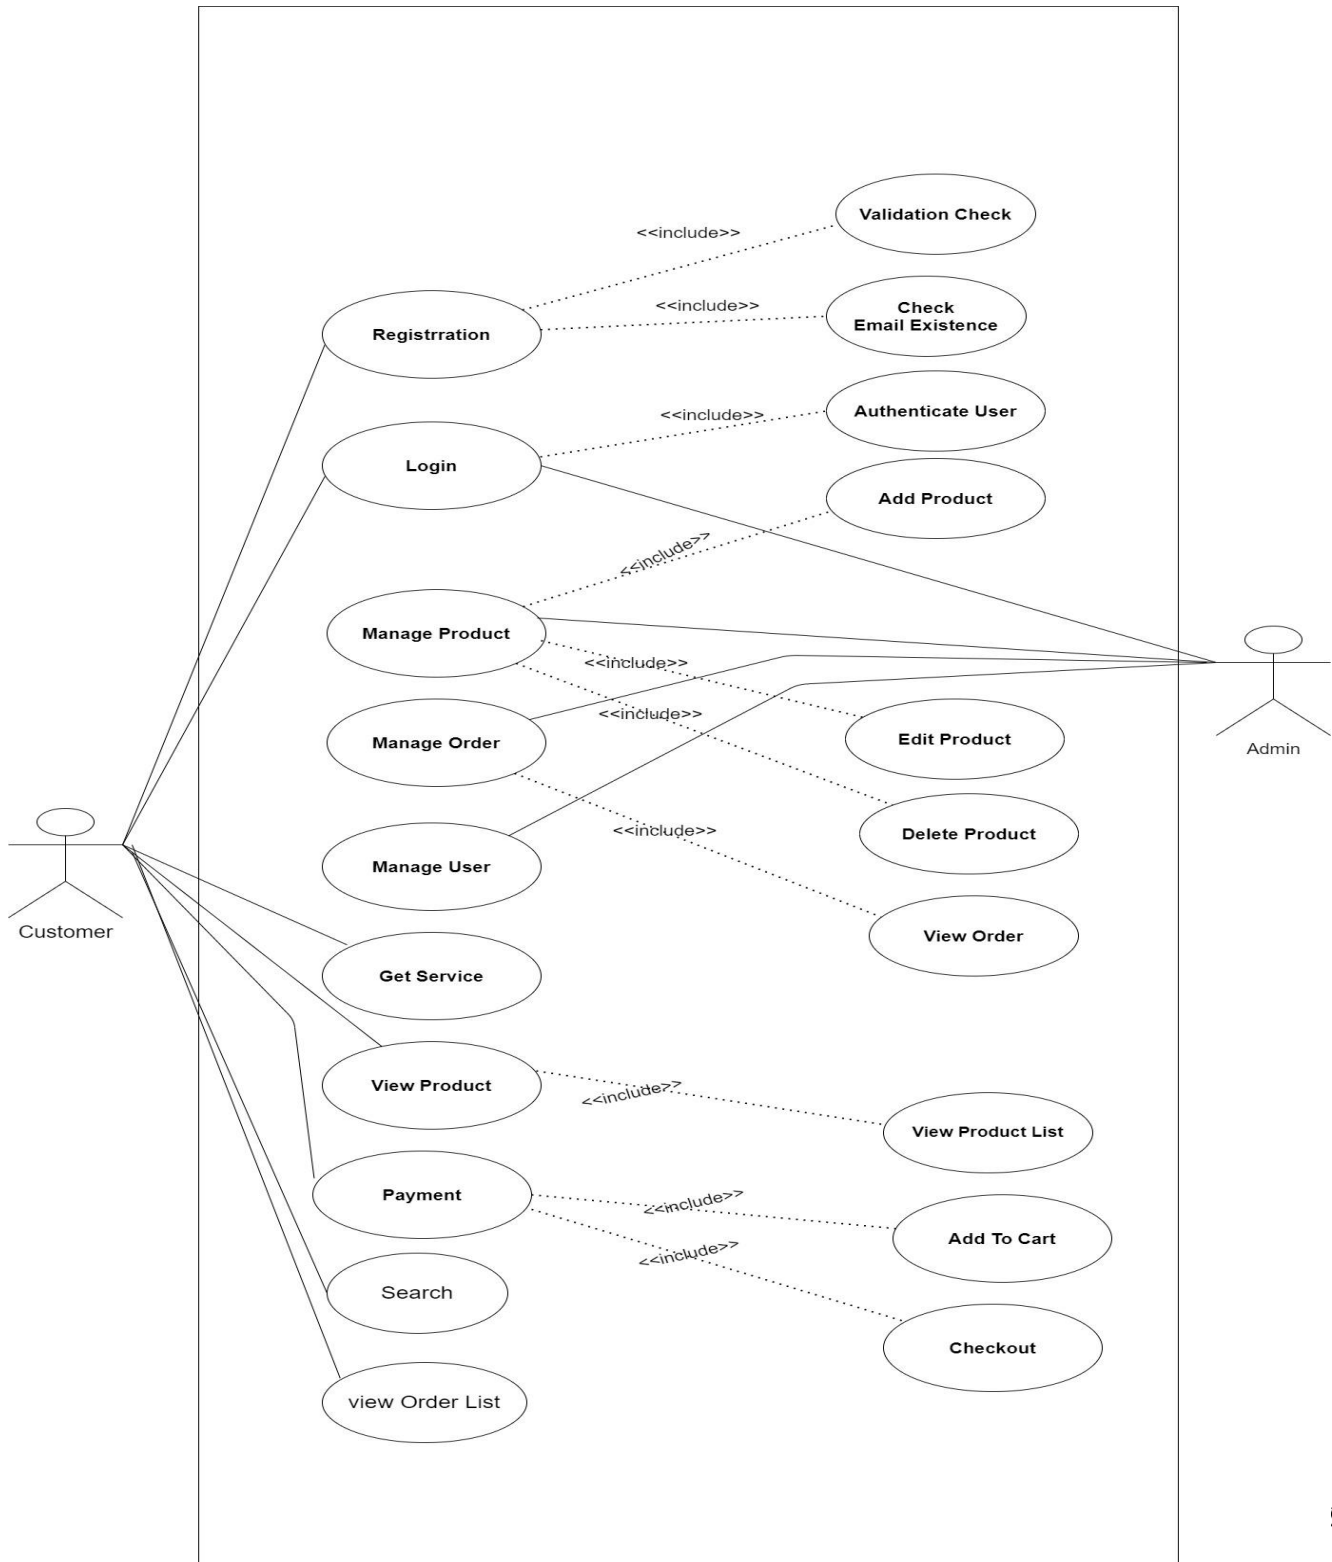 Validation Check
<<include>>
<<include>>
Check
Email Existence
Registrration
<<include>>
Authenticate User
Login
Add Product
<<include>>
Manage Product
<<include>>
<<include>>
Edit Product
Manage Order
Admin
<<include>>
Delete Product
Manage User
Customer
View Order
Get Service
View Product
<<include>>
View Product List
Payment
<<include>>
Add To Cart
<<include>>
Search
Checkout
view Order List